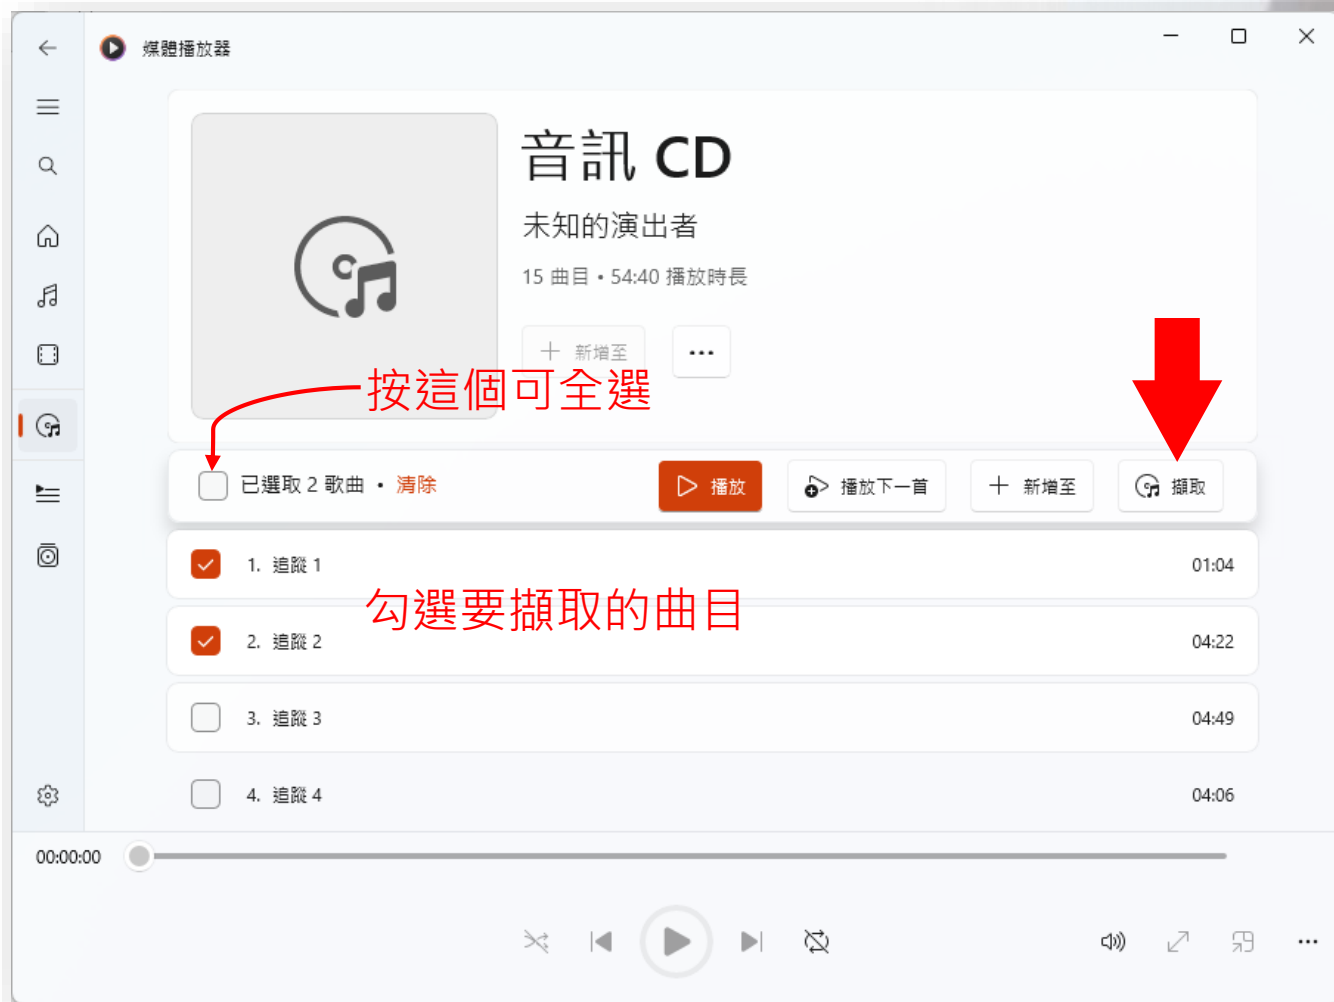 媒體播放器
音訊 CD
未知的演出者
15 曲目 • 54:40 播放時長
新增至
按這個可全選
已選取 2 歌曲 • 清除
播放
播放下一首
新增至
擷取
1. 追蹤 1
01:04
勾選要擷取的曲目
2. 追蹤 2
04:22
3. 追蹤 3
04:49
4. 追蹤 4
04:06
00:00:00